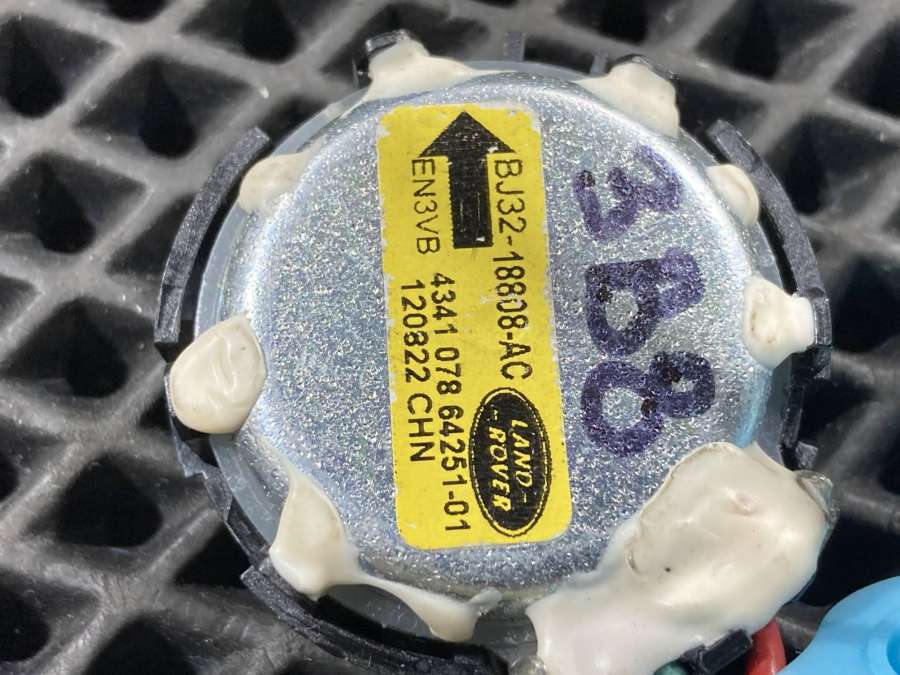 BJ32-18808-AC
LAND-
-ROVER
EN3VB
4341 078 64251-01
120822 CHN
3B8